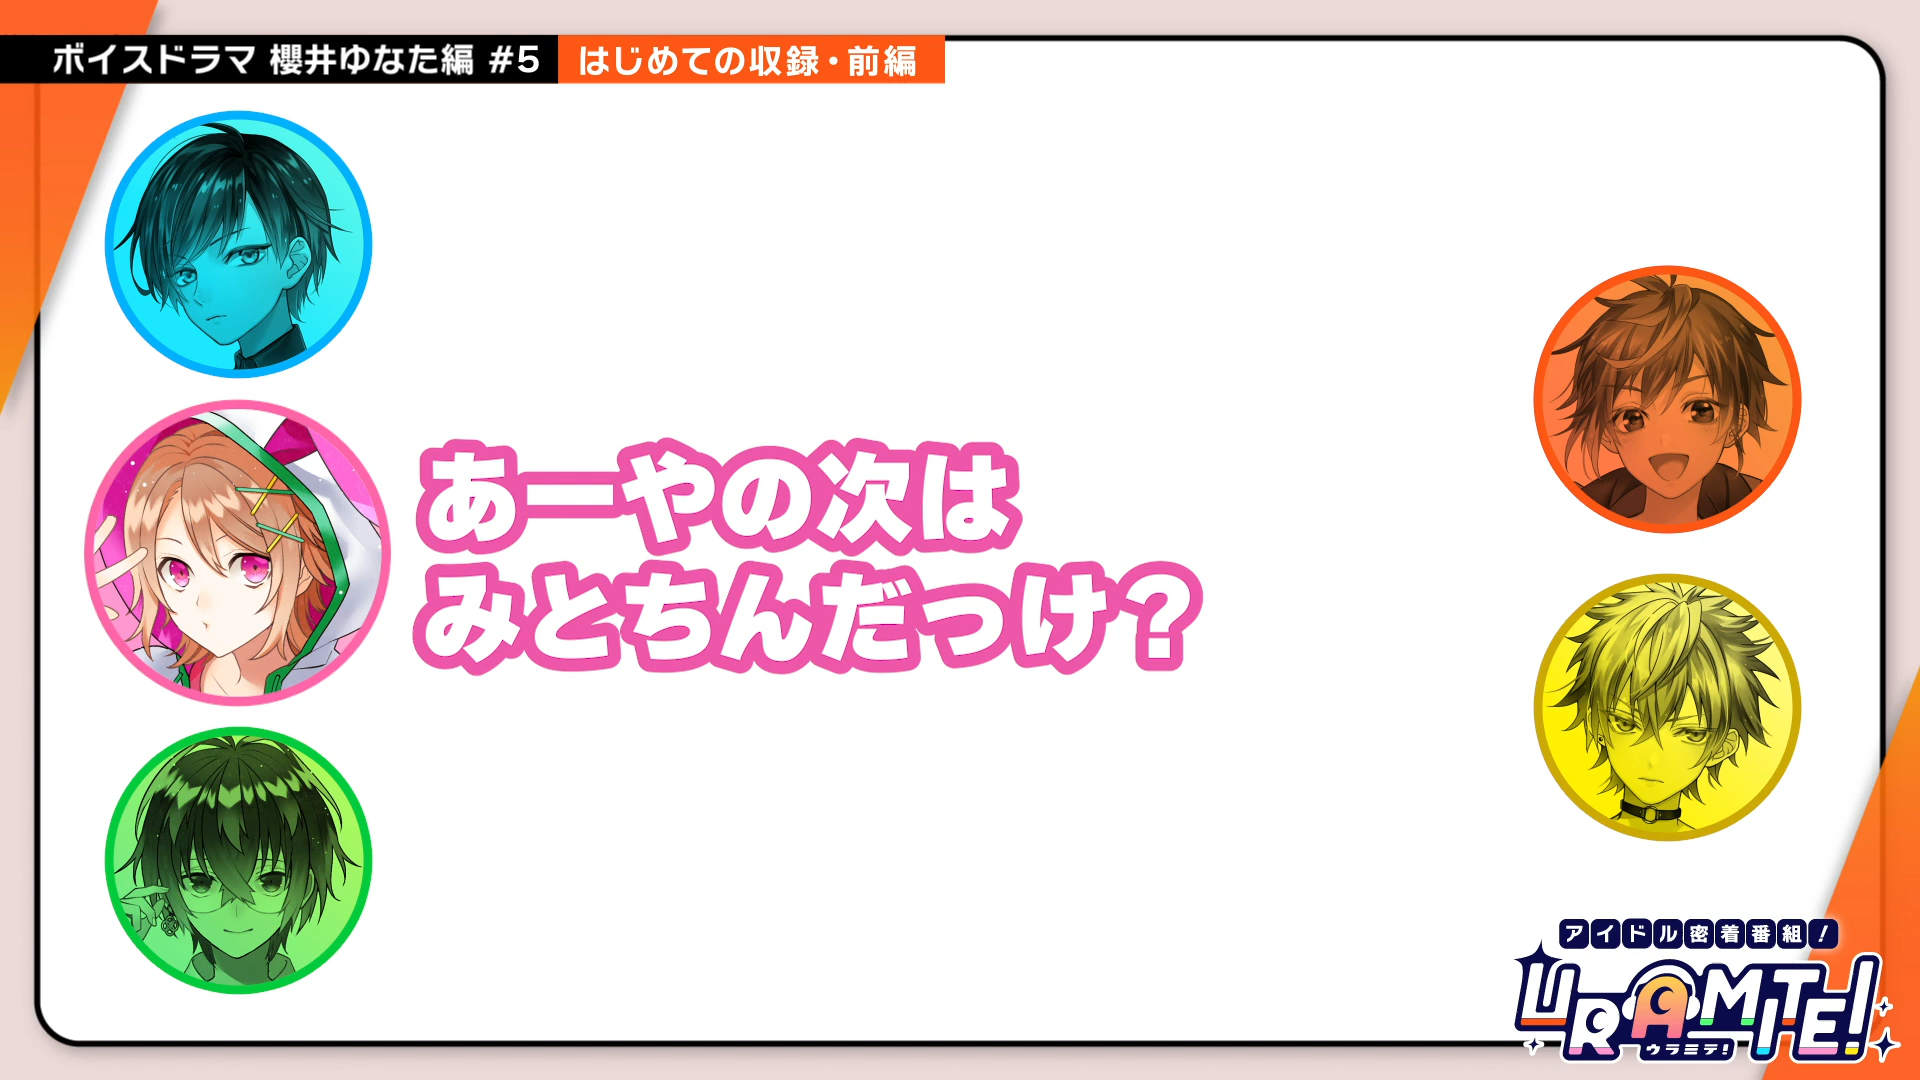 ボイスドラマ 櫻井ゆなた編 #5 はじめての収録・前編
あーやの次は
みとちんだっけ？
アイドル密着番組！
URAMITE!
ウラミテ！